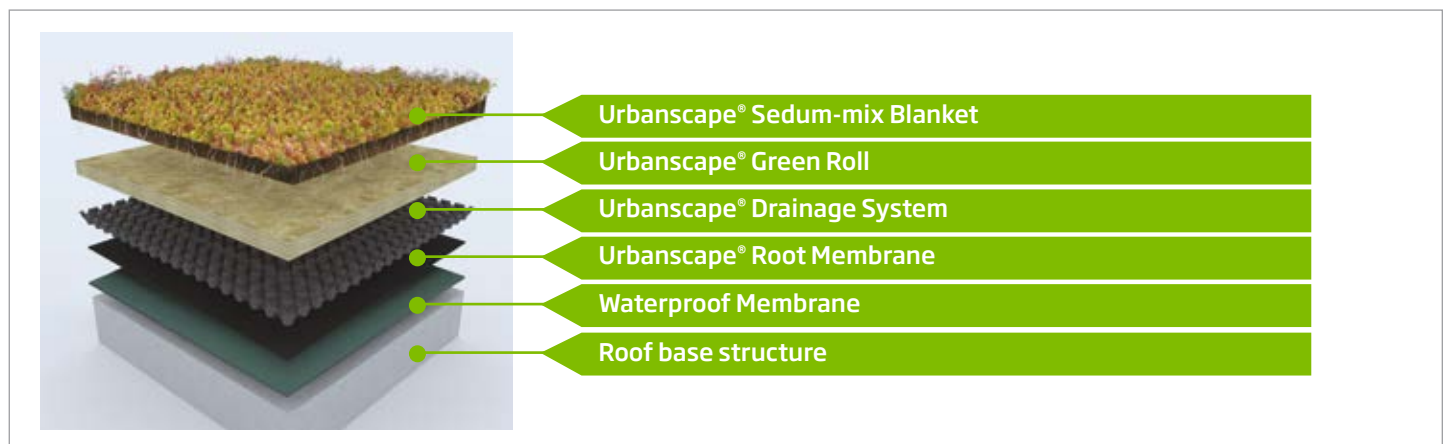 Urbanscape® Sedum-mix Blanket
Urbanscape® Green Roll
Urbanscape® Drainage System
Urbanscape® Root Membrane
Waterproof Membrane
Roof base structure